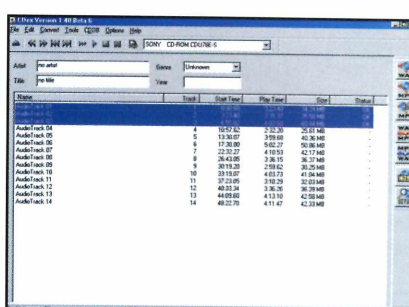 CDex Version 1.40 Beta 6
File Edit Convert Tools CDDB Options Help
SONY CD-ROM CDU76E-S
Artist no artist Genre Unknown
Title no title Year
Name Track Start Time Play Time Size Status
AudioTrack 04 4 10:57.62 2:32.20 25.61 MB
AudioTrack 05 5 13:30.07 3:59.68 40.36 MB
AudioTrack 06 6 17:30.00 5:02.27 50.86 MB
AudioTrack 07 7 22:32.27 4:10.53 42.17 MB
AudioTrack 08 8 26:43.05 3:36.15 36.37 MB
AudioTrack 09 9 30:19.20 2:59.62 30.25 MB
AudioTrack 10 10 33:19.07 4:03.73 41.04 MB
AudioTrack 11 11 37:23.05 3:10.29 32.03 MB
AudioTrack 12 12 40:33.34 3:36.26 36.39 MB
AudioTrack 13 13 44:09.60 4:13.10 42.58 MB
AudioTrack 14 14 48:22.70 4:11.47 42.33 MB